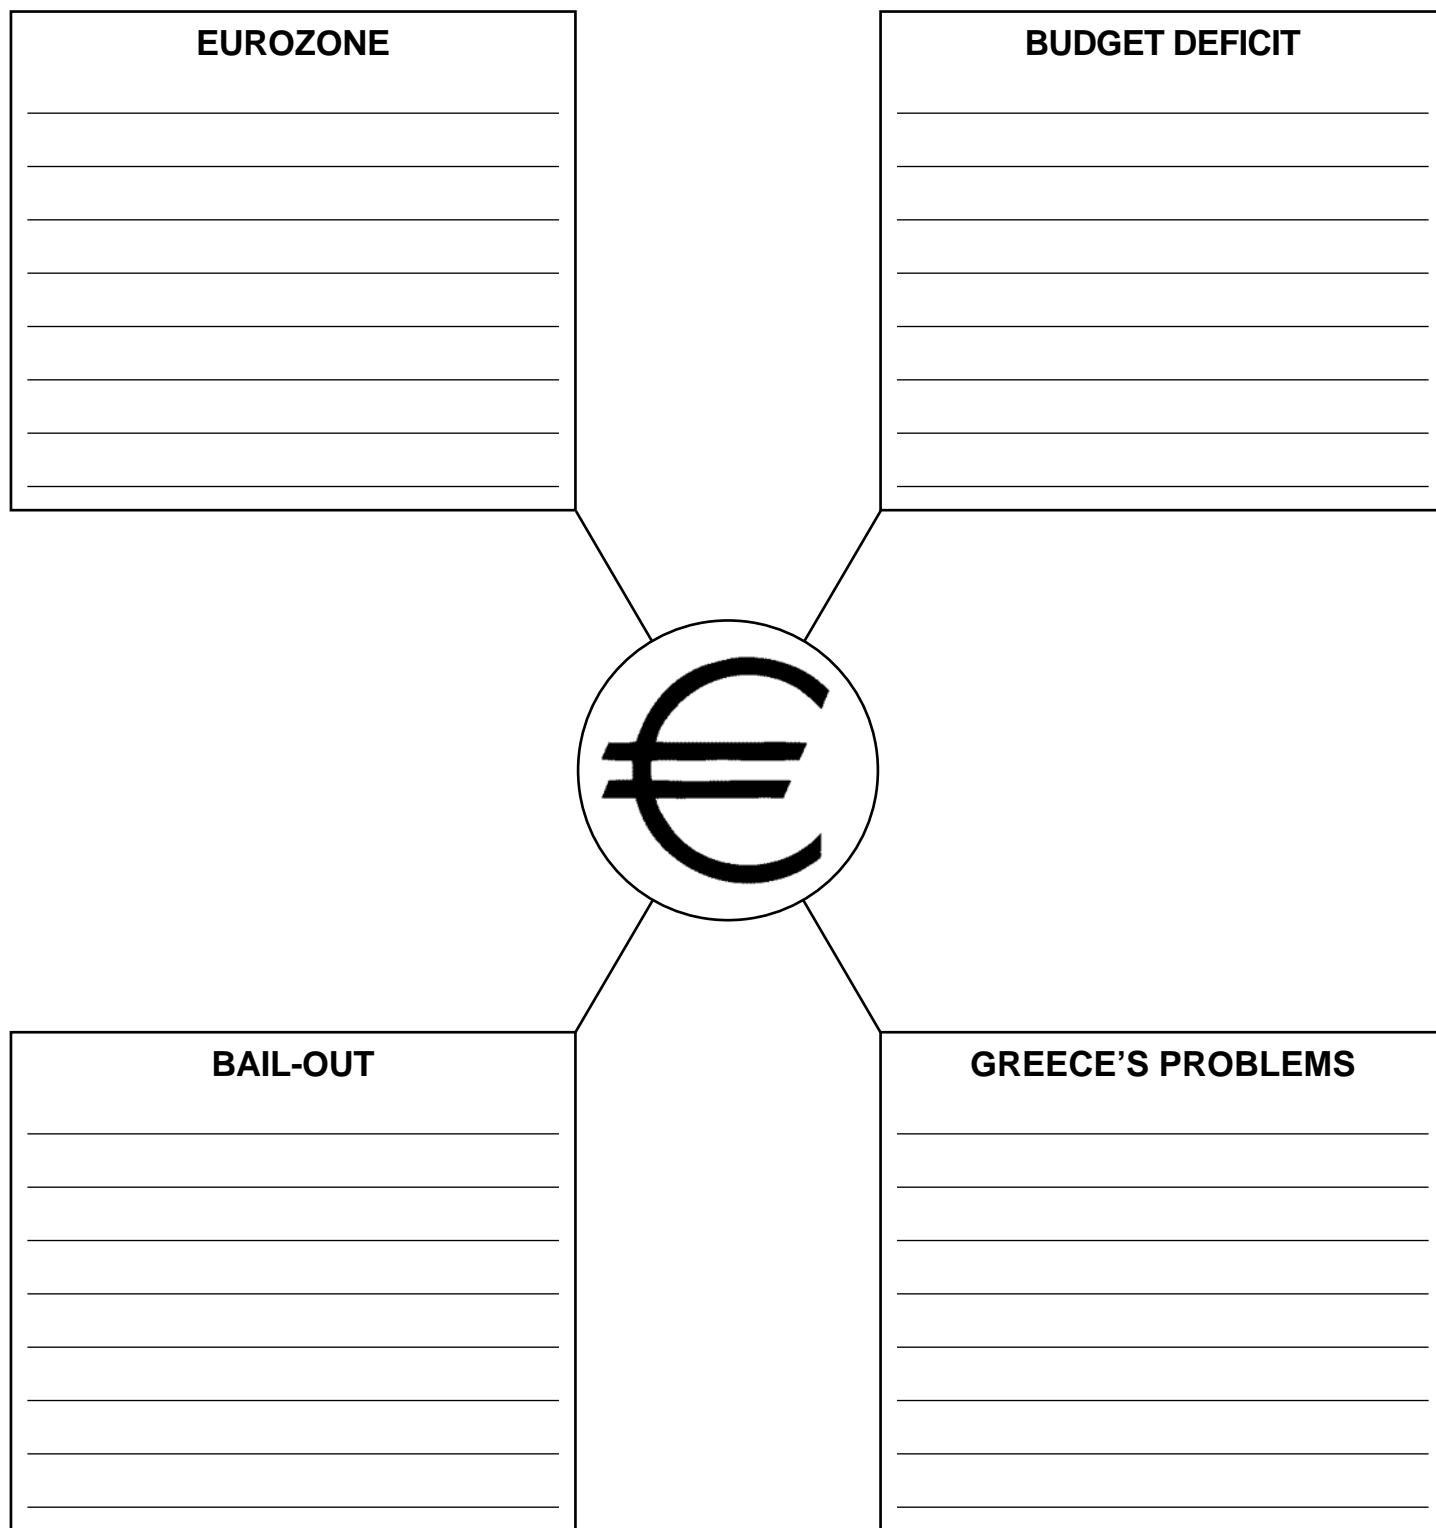 EUROZONE
BUDGET DEFICIT
€
BAIL-OUT
GREECE’S PROBLEMS